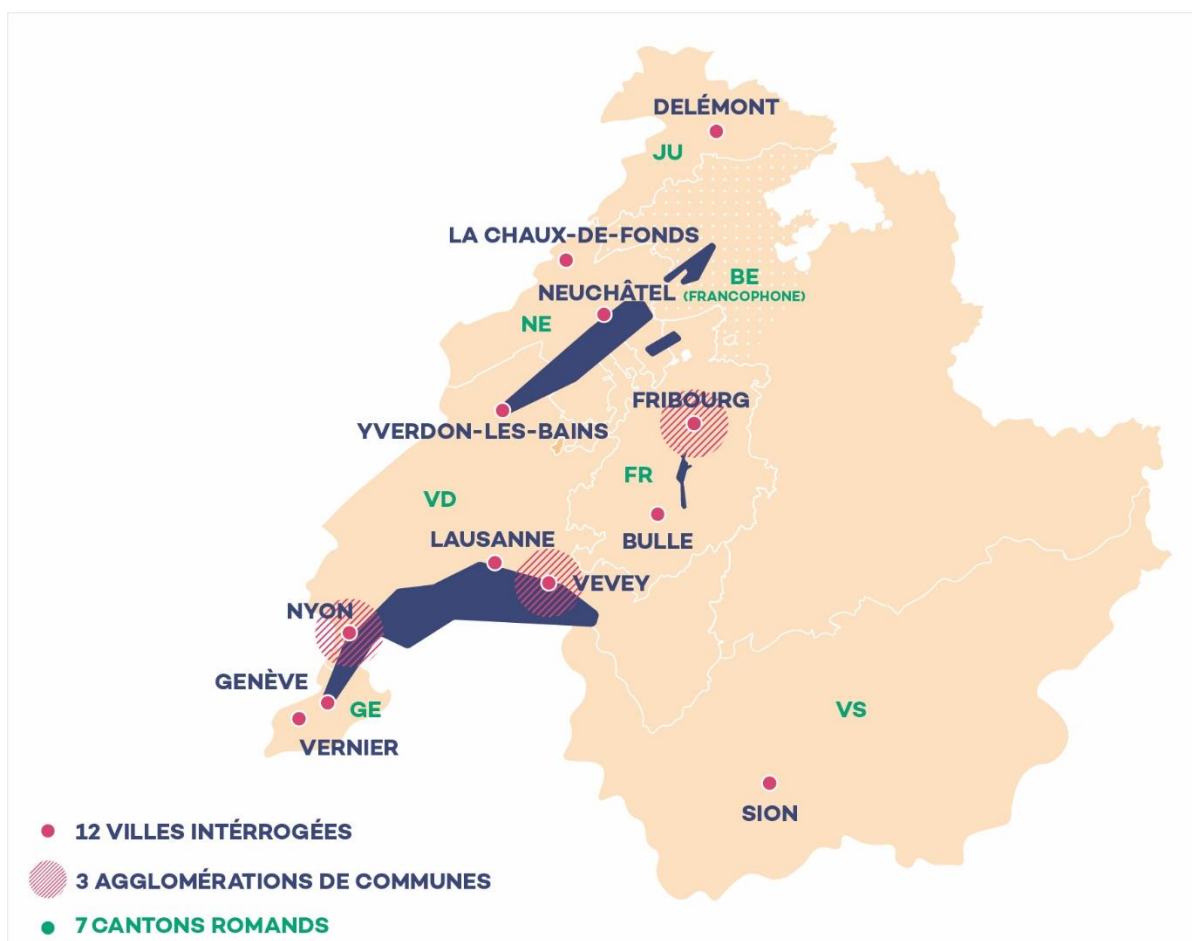 DELÉMONT
JU
LA CHAUX-DE-FONDS
BE
(FRANCOPHONE)
NEUCHÂTEL
NE
FRIBOURG
YVERDON-LES-BAINS
FR
VD
LAUSANNE
BULLE
VEVEY
NYON
GENÈVE
GE
VS
VERNIER
SION
12 VILLES INTÉRROGÉES
3 AGGLOMÉRATIONS DE COMMUNES
7 CANTONS ROMANDS